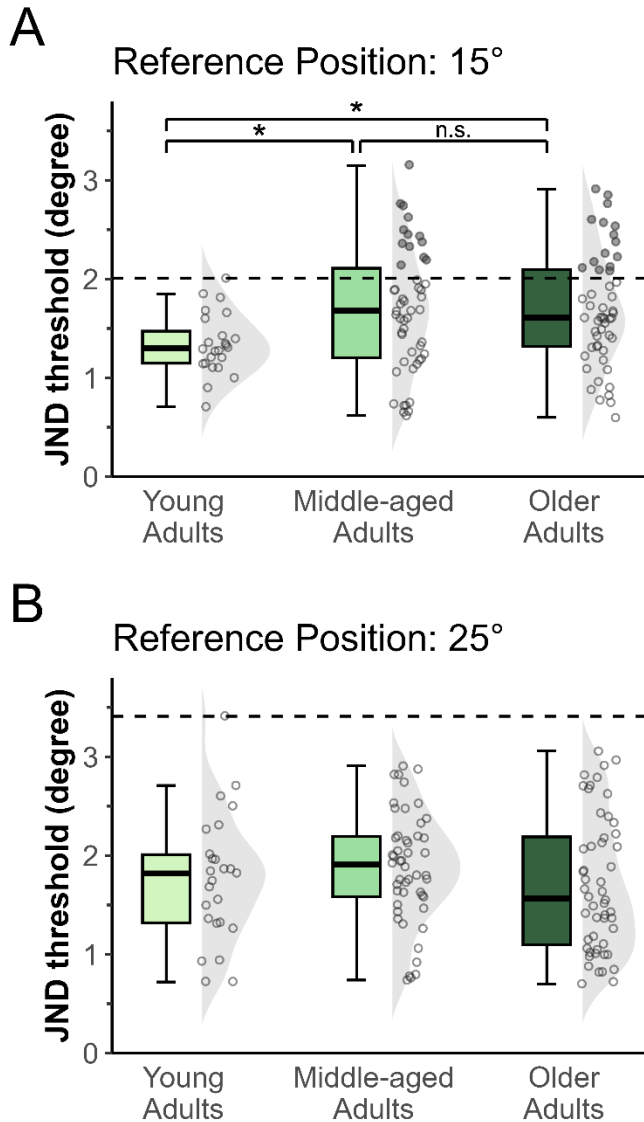 A
Reference Position: 15°
*
*
n.s.
JND threshold (degree)
3
2
1
0
Young
Adults
Middle-aged
Adults
Older
Adults
B
Reference Position: 25°
JND threshold (degree)
3
2
1
0
Young
Adults
Middle-aged
Adults
Older
Adults